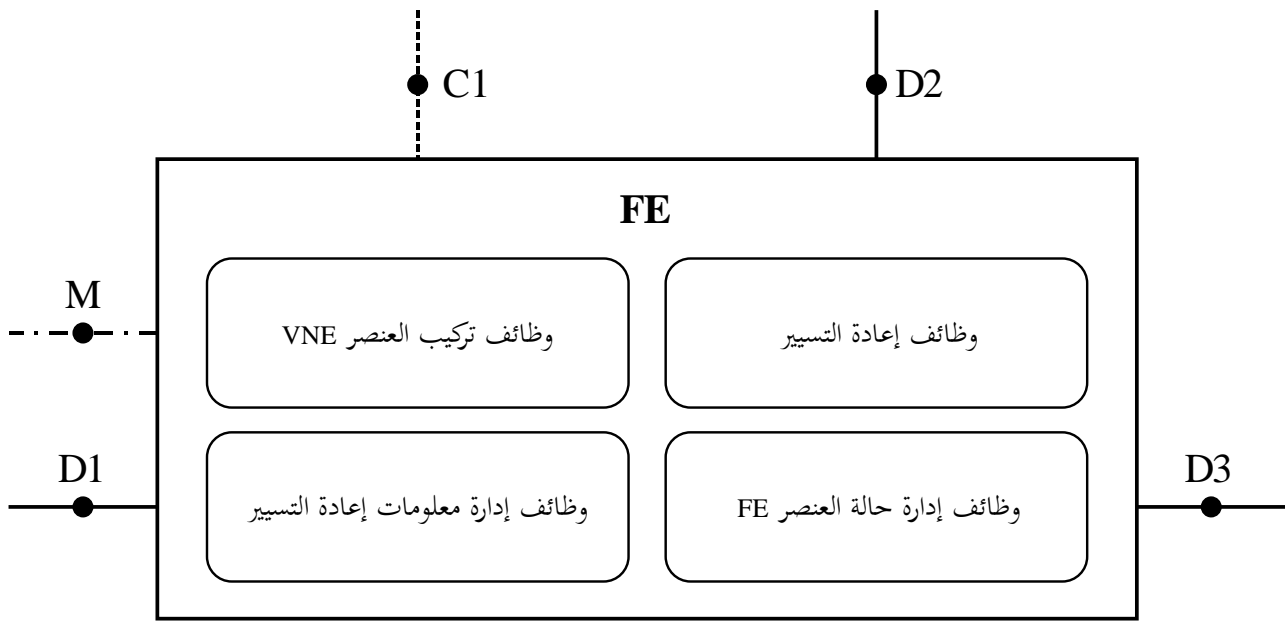 C1
D2
FE
M
وظائف إعادة التسيير
وظائف تركيب العنصر VNE
D1
D3
وظائف إدارة حالة العنصر FE
وظائف إدارة معلومات إعادة التسيير